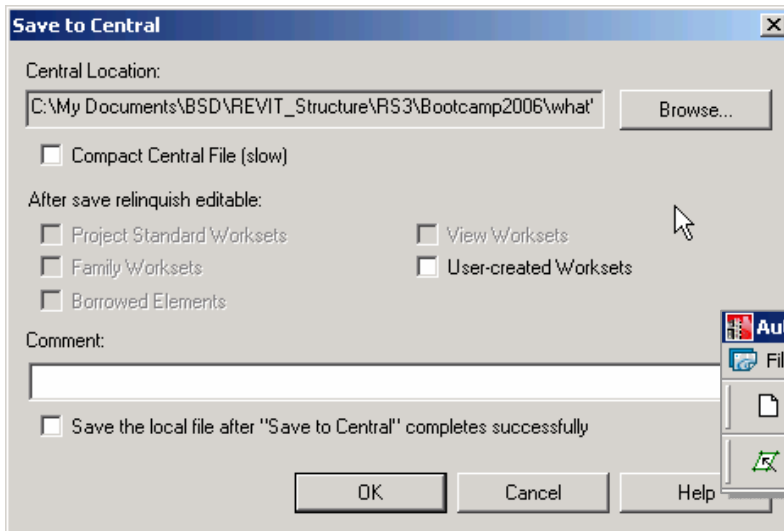 Save to Central
Central Location:
C:\My Documents\BSD\REVIT_Structure\RS3\Bootcamp2006\what'
Browse...
Compact Central File (slow)
After save relinquish editable:
Project Standard Worksets
View Worksets
Family Worksets
User-created Worksets
Borrowed Elements
Au
Comment:
Fil
Save the local file after "Save to Central" completes successfully
OK
Cancel
Help